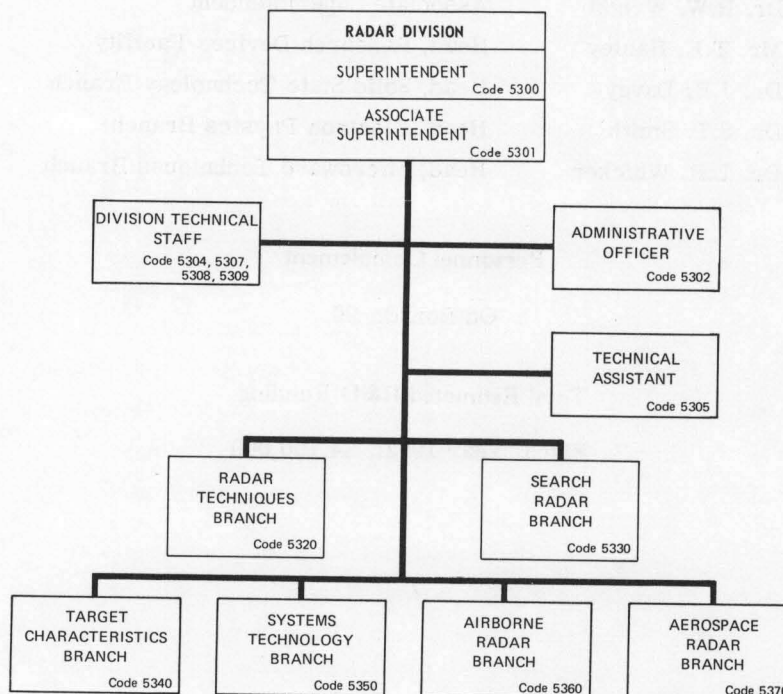 RADAR DIVISION
SUPERINTENDENT
Code 5300
ASSOCIATE
SUPERINTENDENT
Code 5301
DIVISION TECHNICAL
STAFF
Code 5304, 5307,
5308, 5309
ADMINISTRATIVE
OFFICER
Code 5302
TECHNICAL
ASSISTANT
Code 5305
RADAR
TECHNIQUES
BRANCH
Code 5320
SEARCH
RADAR
BRANCH
Code 5330
TARGET
CHARACTERISTICS
BRANCH
Code 5340
SYSTEMS
TECHNOLOGY
BRANCH
Code 5350
AIRBORNE
RADAR
BRANCH
Code 5360
AEROSPACE
RADAR
BRANCH
Code 5370